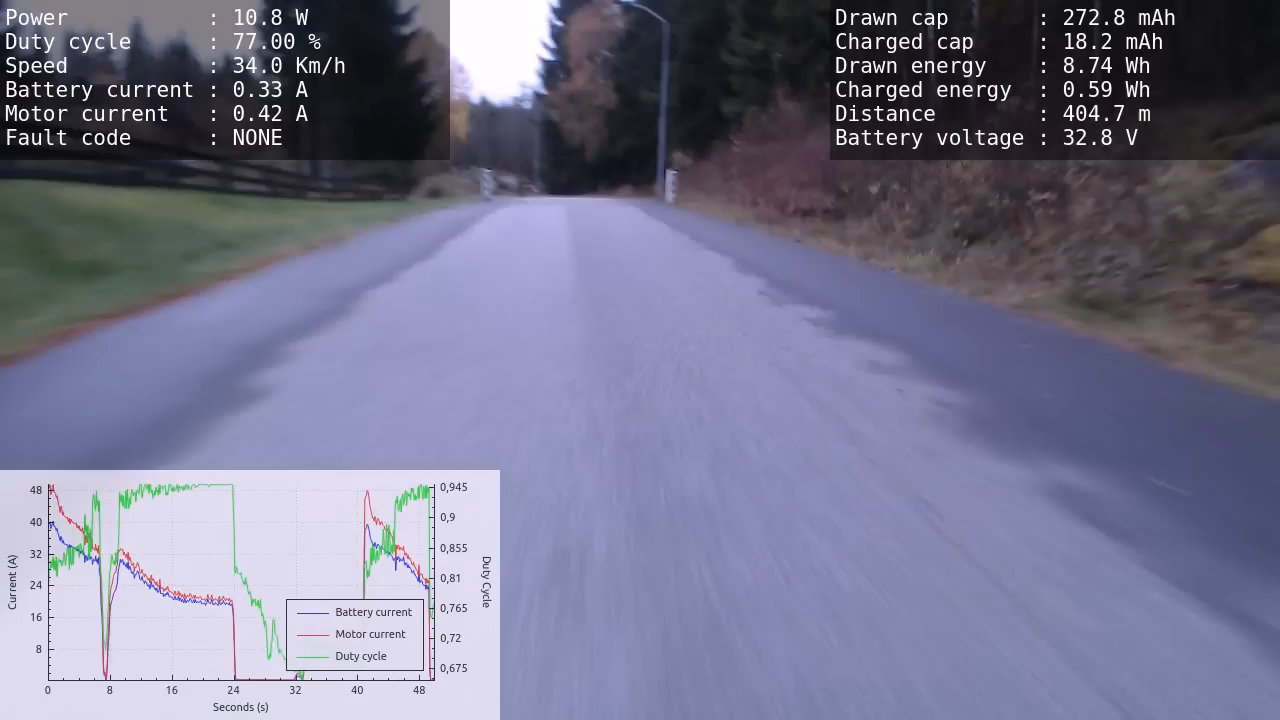 Power : 10.8 W
Duty cycle : 77.00 %
Speed : 34.0 Km/h
Battery current : 0.33 A
Motor current : 0.42 A
Fault code : NONE
Drawn cap : 272.8 mAh
Charged cap : 18.2 mAh
Drawn energy : 8.74 Wh
Charged energy : 0.59 Wh
Distance : 404.7 m
Battery voltage : 32.8 V
48
40
32
24
16
8
Current (A)
0,945
0,9
0,855
0,81
0,765
0,72
0,675
Duty Cycle
Battery current
Motor current
Duty cycle
0 8 16 24 32 40 48
Seconds (s)